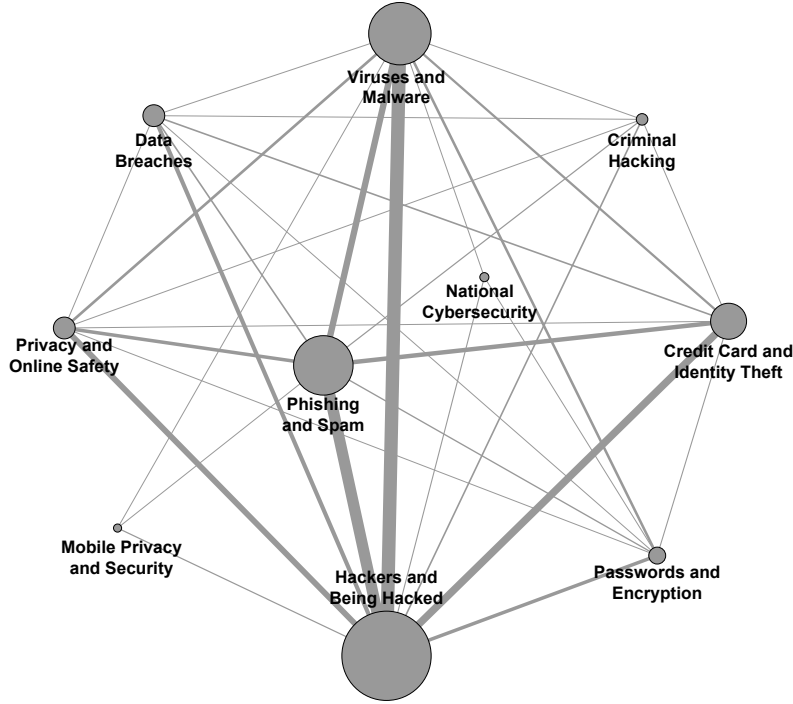 Viruses and
Malware
Data
Breaches
Criminal
Hacking
National
Cybersecurity
Privacy and
Online Safety
Credit Card and
Identity Theft
Phishing
and Spam
Mobile Privacy
and Security
Hackers and
Being Hacked
Passwords and
Encryption